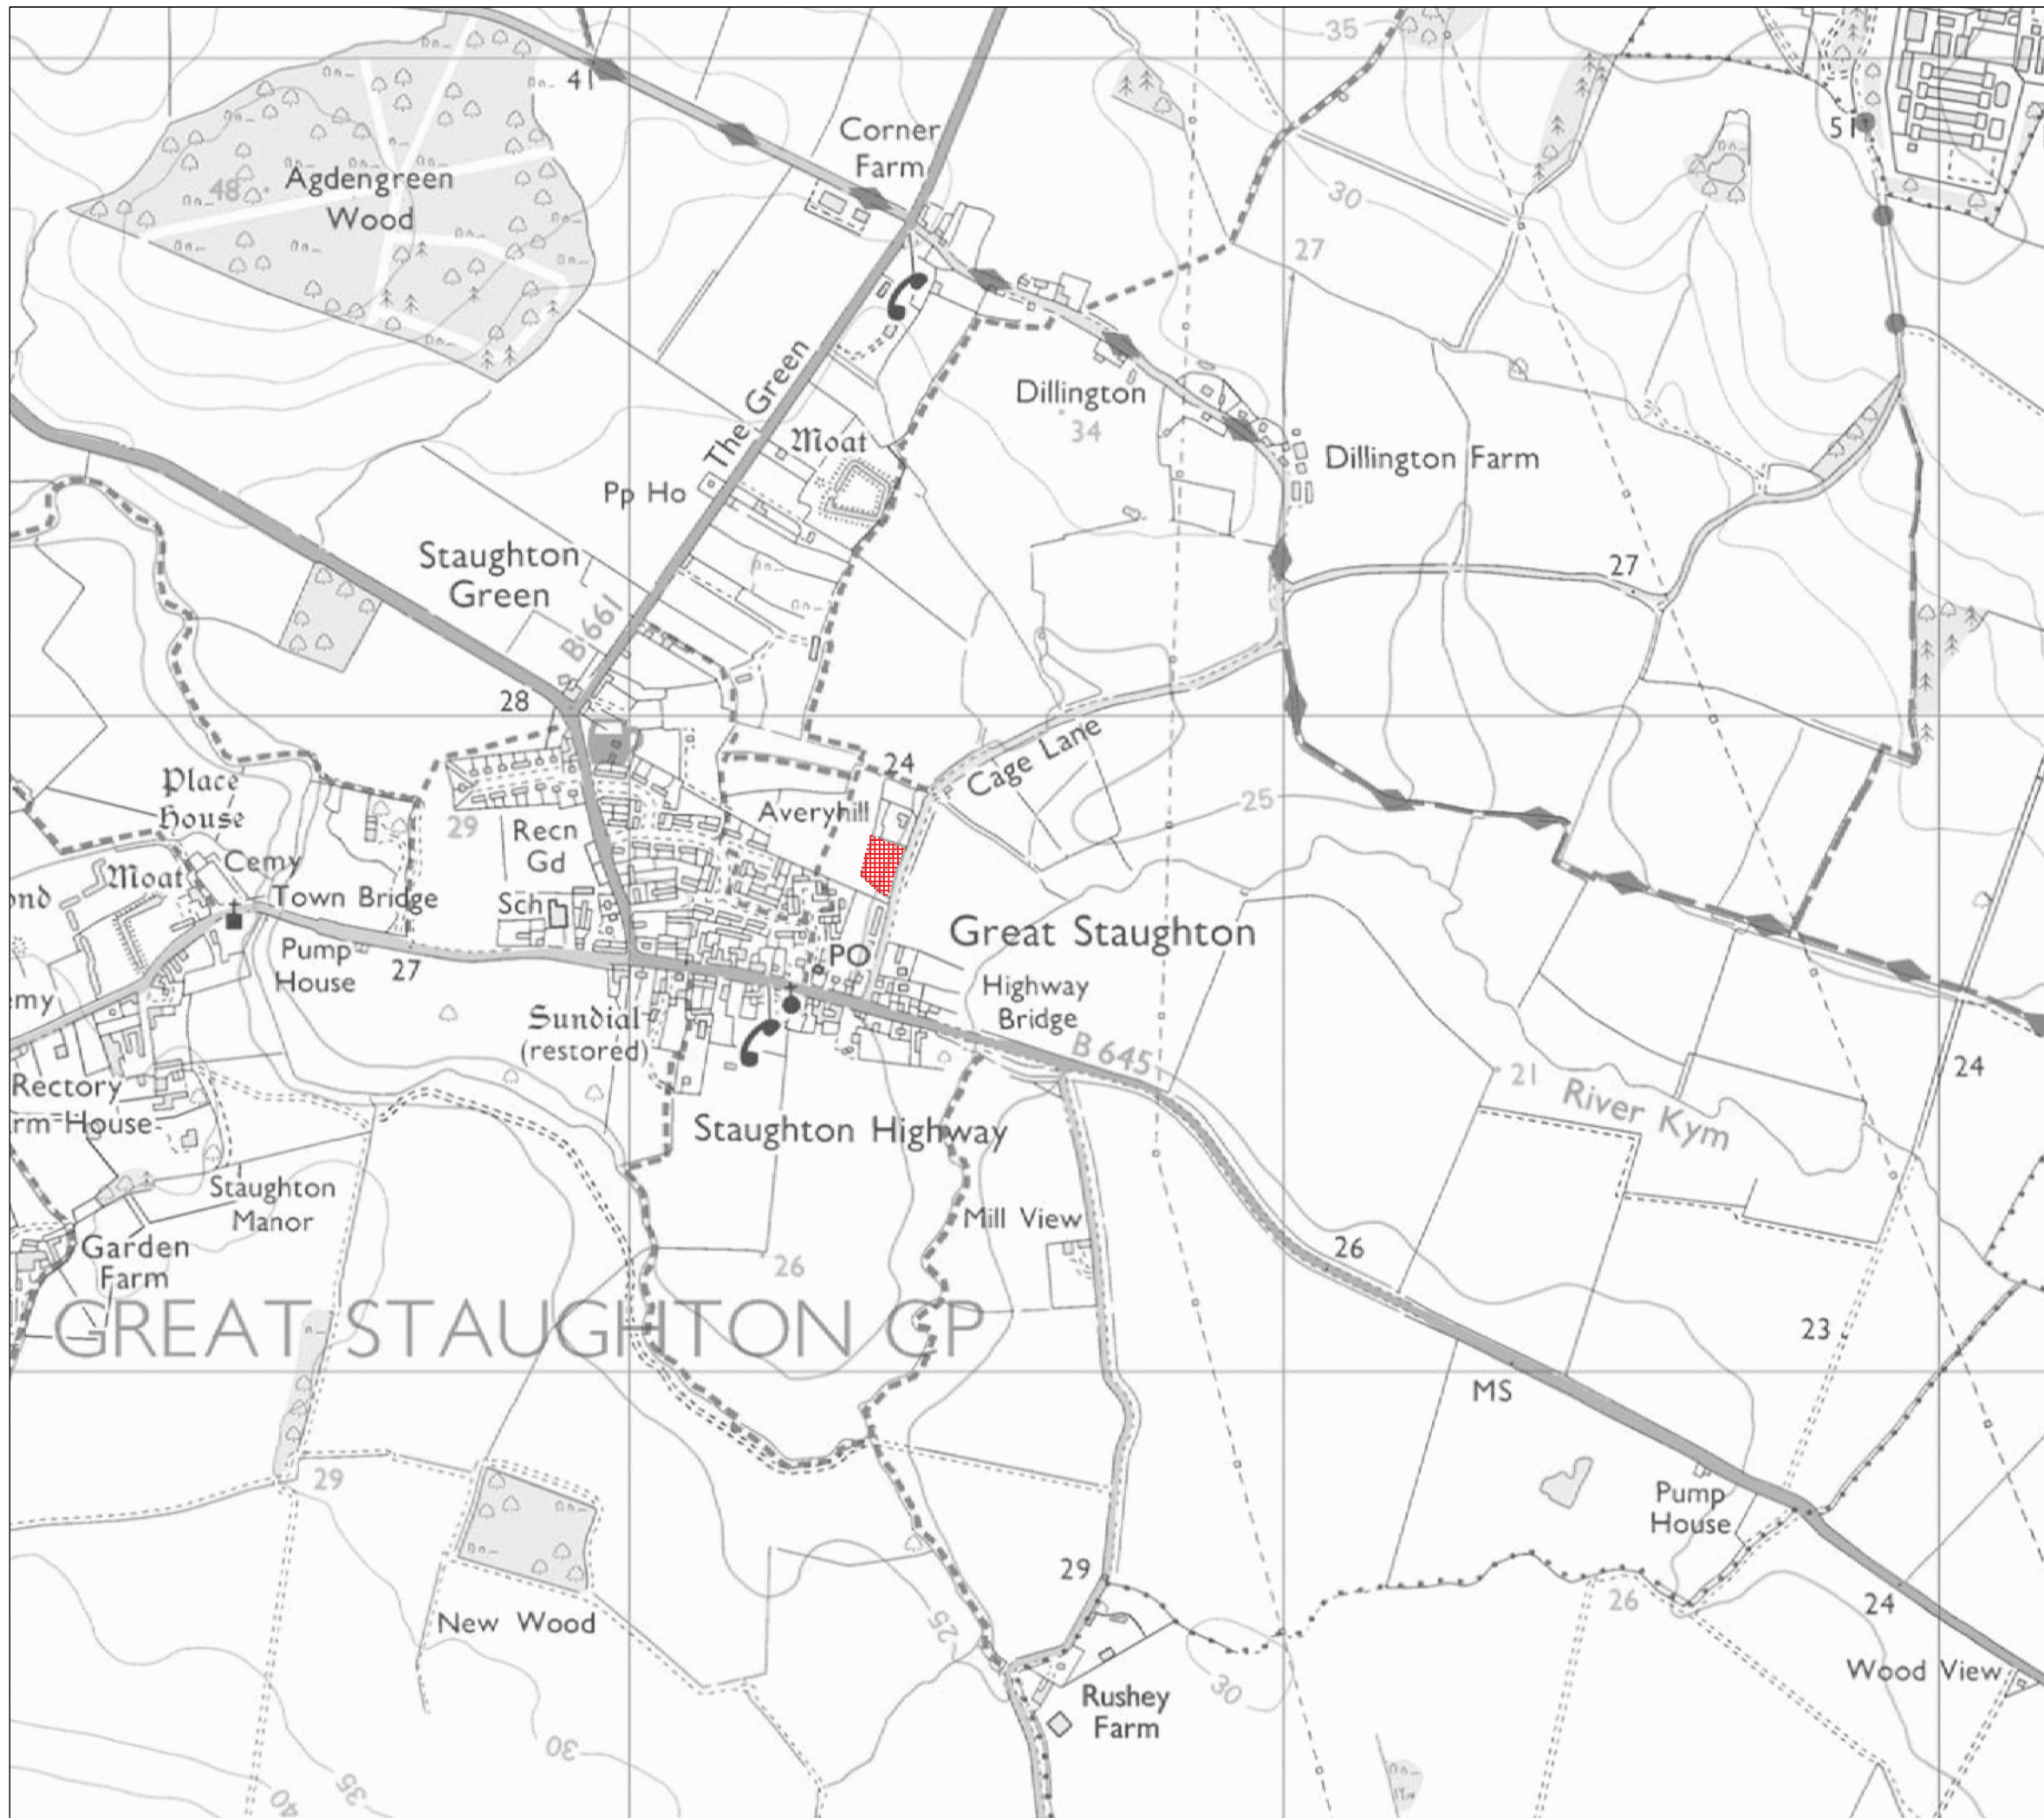 35
41
Corner
Farm
51
Agdengreen
Wood
48
30
27
The Green
Dillington
34
Moat
Dillington Farm
Pp Ho
Staughton
Green
27
B 661
28
Cage Lane
24
Place
House
Averyhill
25
29
Recn
Gd
Cemy
Moat
Town Bridge
Sch
ond
Great Staughton
PO
Pump
House
27
Highway
Bridge
emy
Sundial
(restored)
B 645
24
Rectory
rm House
21
River Kym
Staughton Highway
Staughton
Manor
Mill View
Garden
Farm
26
26
GREAT STAUGHTON CP
23
MS
29
Pump
House
29
26
24
New Wood
25
Wood View
Rushey
Farm
30
30
35
40